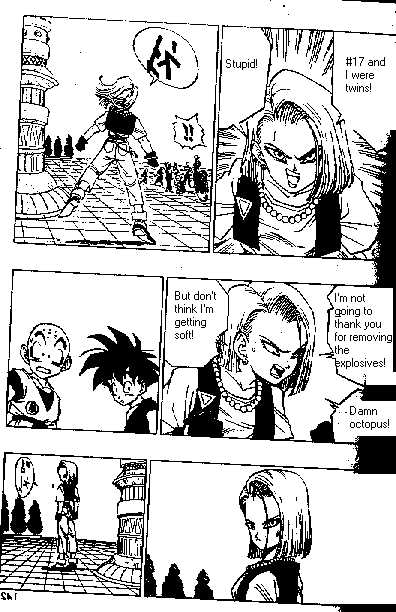 #17 and
I were
twins!
Stupid!
!!
I'm not
going to
thank you
for removing
the
explosives!
Damn
octopus!
But don't
think I'm
getting
soft!